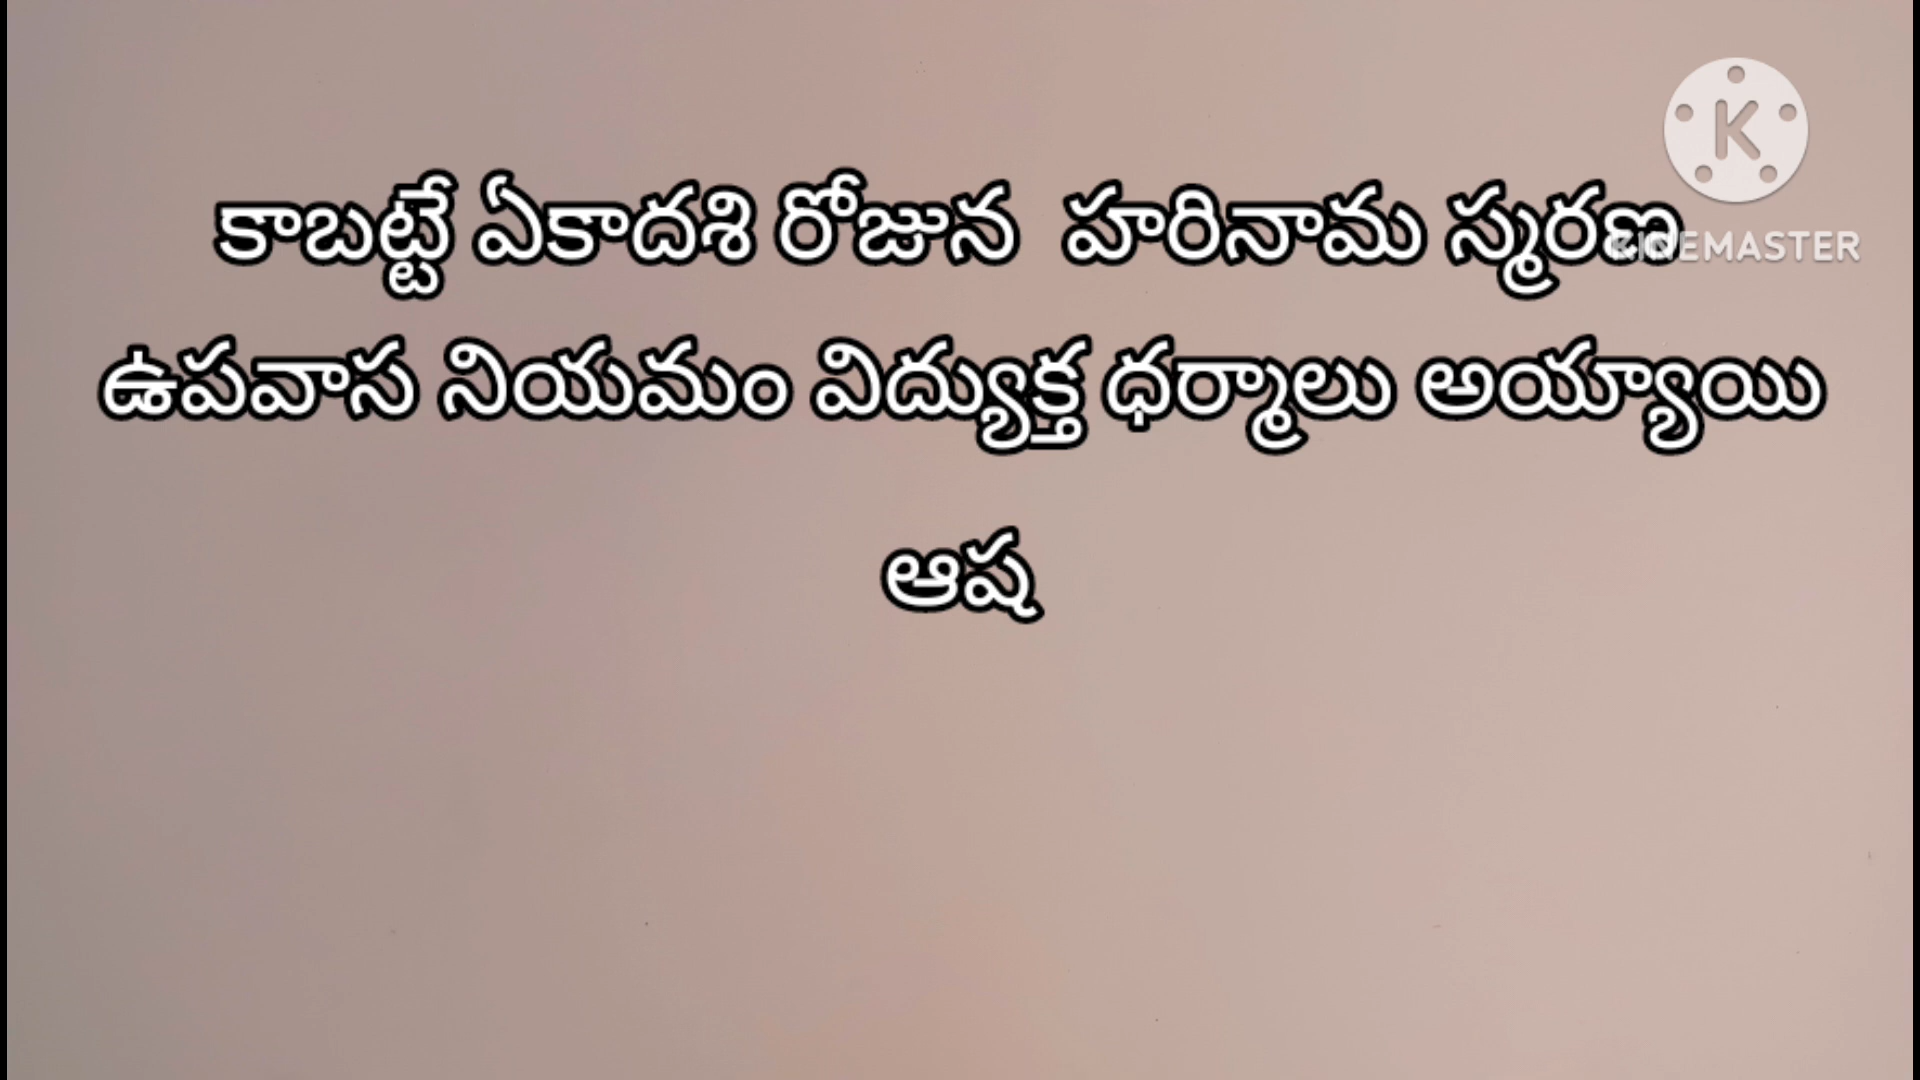 కాబట్టే ఏకాదశి రోజున  హరినామ స్మరణ
KINEMASTER
ఉపవాస నియమం విద్యుక్త ధర్మాలు అయ్యాయి
ఆష